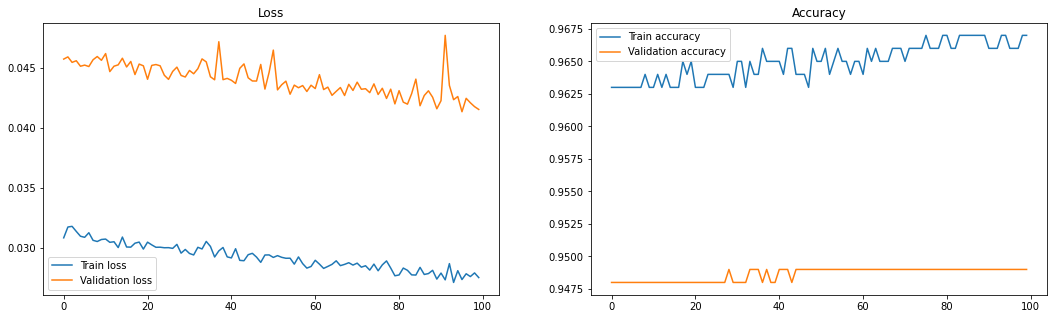 Loss
0.045
0.040
0.035
0.030
Train loss
Validation loss
0 20 40 60 80 100
Accuracy
0.9675
0.9650
0.9625
0.9600
0.9575
0.9550
0.9525
0.9500
0.9475
Train accuracy
Validation accuracy
0 20 40 60 80 100